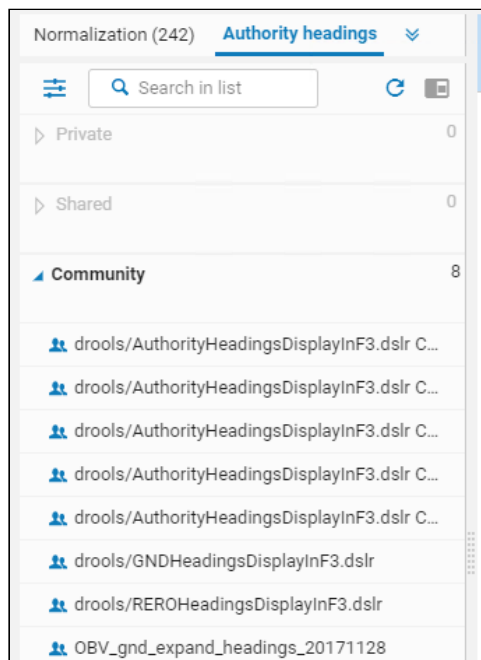 Normalization (242) Authority headings
Search in list
Private 0
Shared 0
Community 8
drools/AuthorityHeadingsDisplayInF3.dslr C...
drools/AuthorityHeadingsDisplayInF3.dslr C...
drools/AuthorityHeadingsDisplayInF3.dslr C...
drools/AuthorityHeadingsDisplayInF3.dslr C...
drools/AuthorityHeadingsDisplayInF3.dslr C...
drools/GNDHeadingsDisplayInF3.dslr
drools/REROHeadingsDisplayInF3.dslr
OBV_gnd_expand_headings_20171128